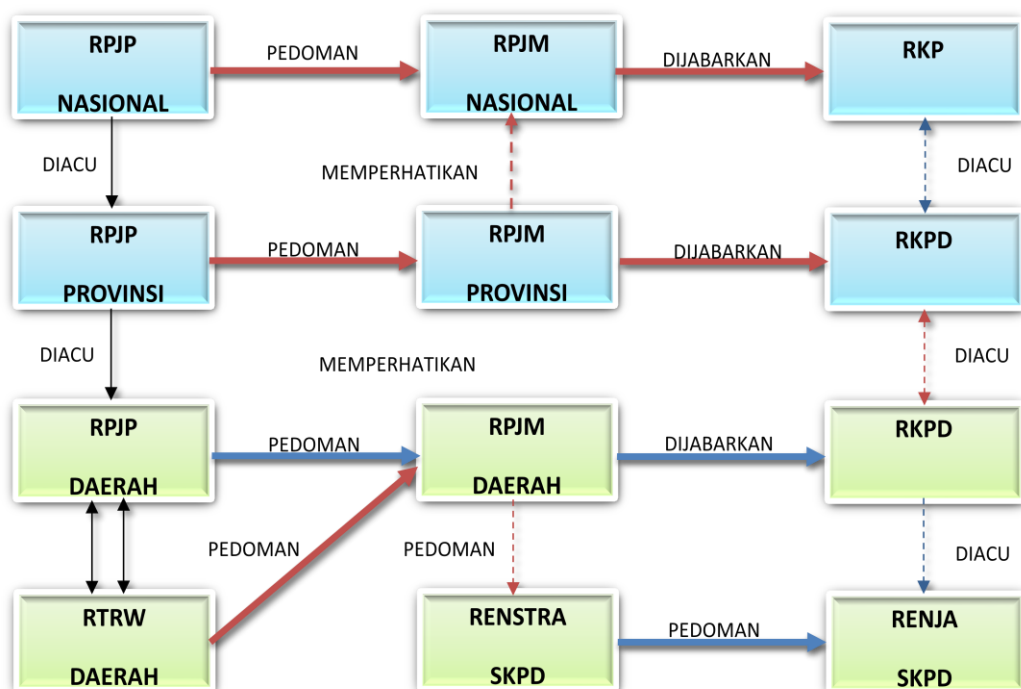 RPJP
NASIONAL
PEDOMAN
RPJM
NASIONAL
DIJABARKAN
RKP
DIACU
MEMPERHATIKAN
DIACU
RPJP
PROVINSI
PEDOMAN
RPJM
PROVINSI
DIJABARKAN
RKPD
DIACU
MEMPERHATIKAN
DIACU
RPJP
DAERAH
PEDOMAN
RPJM
DAERAH
DIJABARKAN
RKPD
PEDOMAN
PEDOMAN
DIACU
RTRW
DAERAH
RENSTRA
SKPD
PEDOMAN
RENJA
SKPD